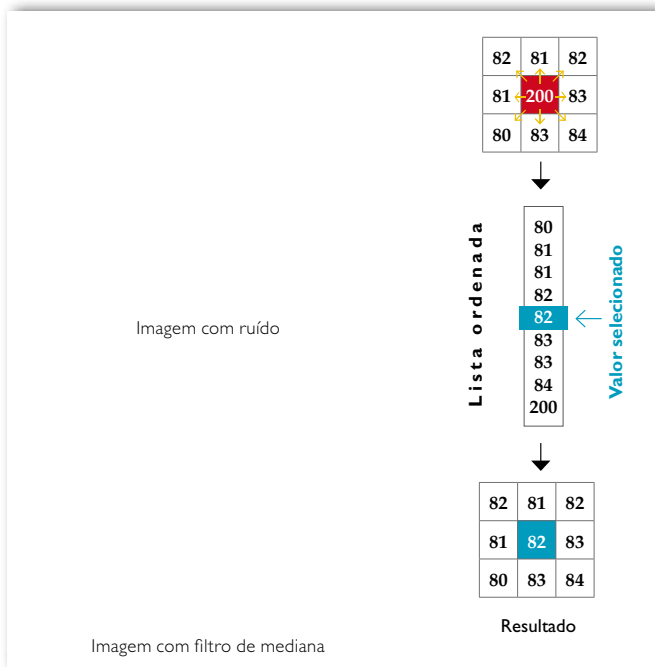 82 81 82
81 200 83
80 83 84
Lista ordenada
80
81
81
82
82
83
83
84
200
Valor selecionado
Imagem com ruído
82 81 82
81 82 83
80 83 84
Resultado
Imagem com filtro de mediana